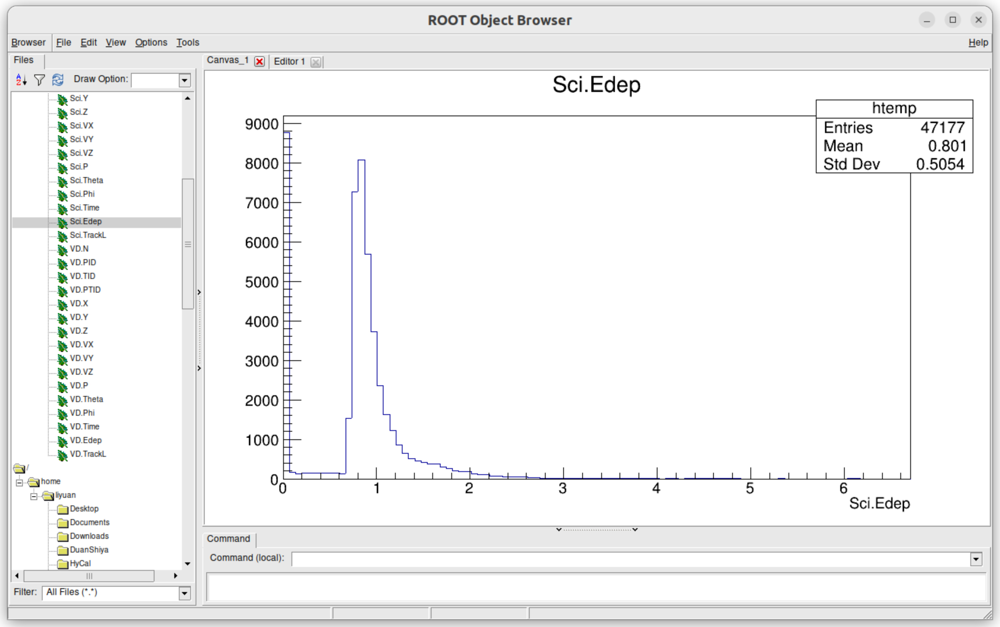 ROOT Object Browser
Browser File Edit View Options Tools Help
Files
Draw Option:
Sci.Y
Sci.Z
Sci.VX
Sci.VY
Sci.VZ
Sci.P
Sci.Theta
Sci.Phi
Sci.Time
Sci.Edep
Sci.TrackL
VD.N
VD.PID
VD.TID
VD.PTID
VD.X
VD.Y
VD.Z
VD.VX
VD.VY
VD.VZ
VD.P
VD.Theta
VD.Phi
VD.Time
VD.Edep
VD.TrackL
/
home
liyuan
Desktop
Documents
Downloads
DuanShiya
HyCal
Filter: All Files (*.*)
Canvas_1 Editor 1
Sci.Edep
htemp
Entries 47177
Mean 0.801
Std Dev 0.5054
9000
8000
7000
6000
5000
4000
3000
2000
1000
0
0 1 2 3 4 5 6
Sci.Edep
Command
Command (local):